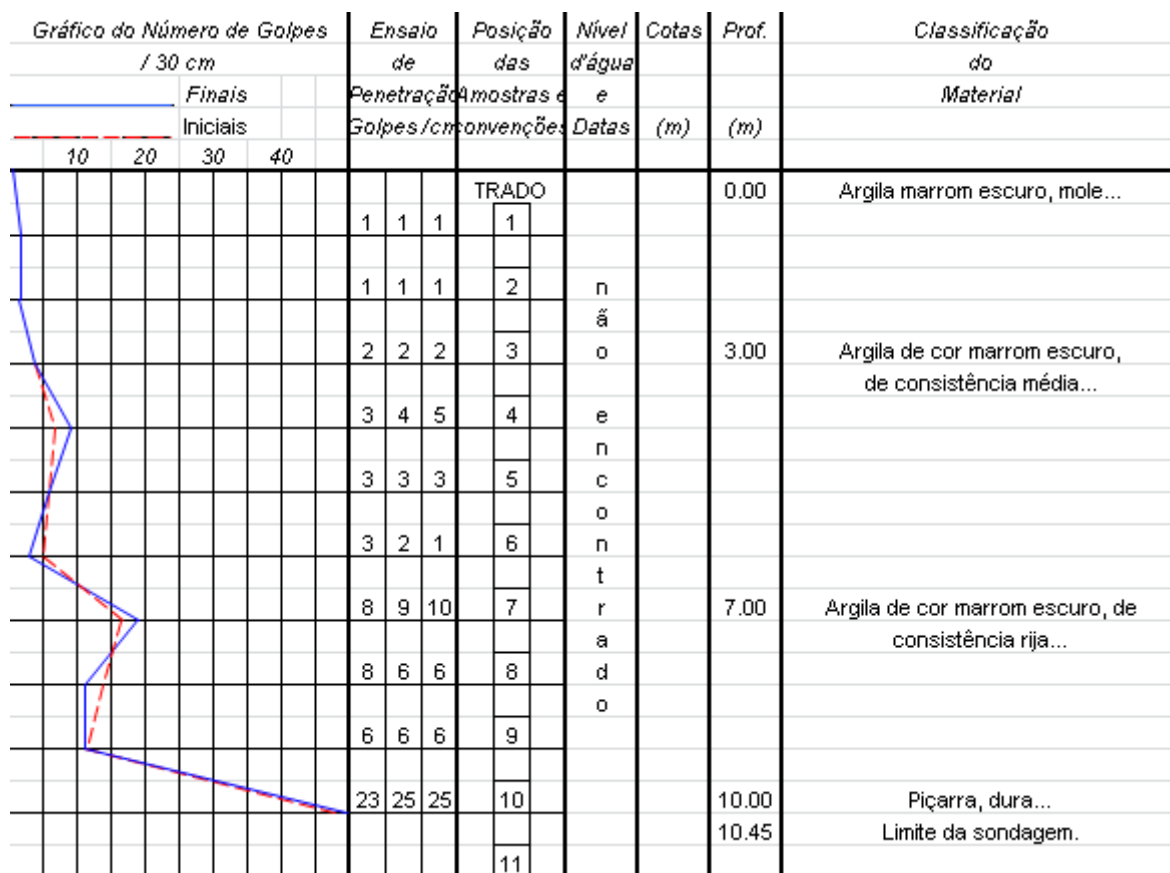 Gráfico do Número de Golpes Ensaio Posição Nível Cotas Prof. Classificação
/ 30 cm de das d'água do
Finais Penetração Amostras e e Material
Iniciais Golpes/cm convenções Datas (m) (m)
10 20 30 40
TRADO 0.00 Argila marrom escuro, mole...
1 1 1 1
1 1 1 2 n
ã
2 2 2 3 o 3.00 Argila de cor marrom escuro,
de consistência média...
3 4 5 4 e
n
3 3 3 5 c
o
3 2 1 6 n
t
8 9 10 7 r 7.00 Argila de cor marrom escuro, de
a consistência rija...
8 6 6 8 d
o
6 6 6 9
23 25 25 10 10.00 Piçarra, dura...
10.45 Limite da sondagem.
11